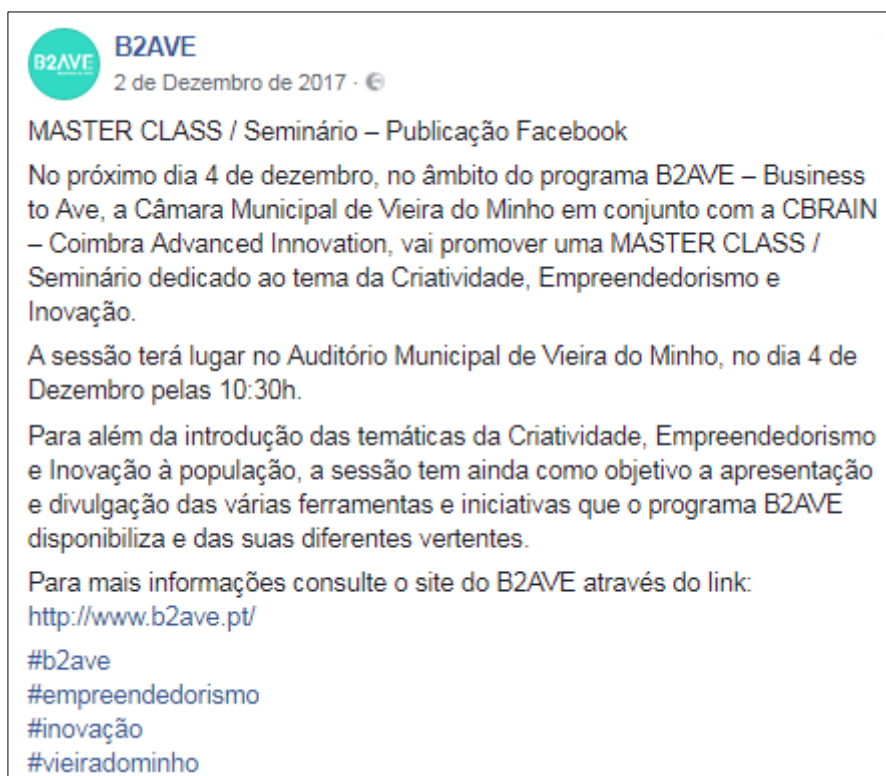 B2AVE
B2AVE
2 de Dezembro de 2017 ·
MASTER CLASS / Seminário – Publicação Facebook
No próximo dia 4 de dezembro, no âmbito do programa B2AVE – Business
to Ave, a Câmara Municipal de Vieira do Minho em conjunto com a CBRAIN
– Coimbra Advanced Innovation, vai promover uma MASTER CLASS /
Seminário dedicado ao tema da Criatividade, Empreendedorismo e
Inovação.
A sessão terá lugar no Auditório Municipal de Vieira do Minho, no dia 4 de
Dezembro pelas 10:30h.
Para além da introdução das temáticas da Criatividade, Empreendedorismo
e Inovação à população, a sessão tem ainda como objetivo a apresentação
e divulgação das várias ferramentas e iniciativas que o programa B2AVE
disponibiliza e das suas diferentes vertentes.
Para mais informações consulte o site do B2AVE através do link:
http://www.b2ave.pt/
#b2ave
#empreendedorismo
#inovação
#vieiradominho